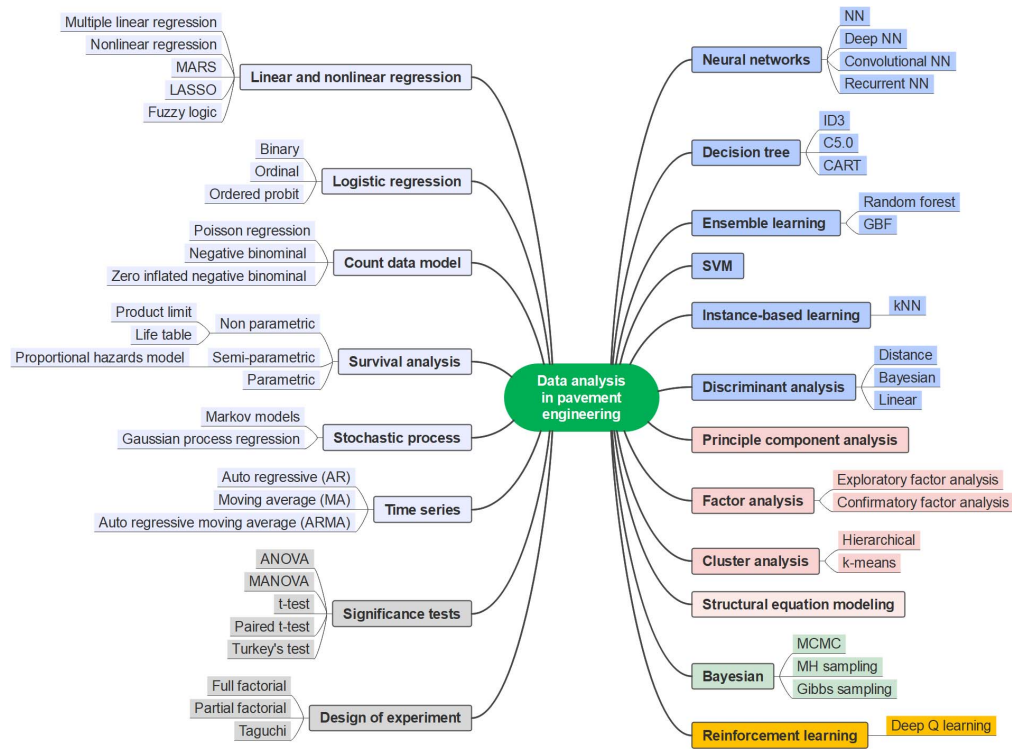 Multiple linear regression
Nonlinear regression
MARS
LASSO
Fuzzy logic
Linear and nonlinear regression
Binary
Ordinal
Ordered probit
Logistic regression
Poisson regression
Negative binominal
Zero inflated negative binominal
Count data model
Product limit
Life table
Non parametric
Proportional hazards model
Semi-parametric
Parametric
Survival analysis
Markov models
Gaussian process regression
Stochastic process
Auto regressive (AR)
Moving average (MA)
Auto regressive moving average (ARMA)
Time series
ANOVA
MANOVA
t-test
Paired t-test
Turkey's test
Significance tests
Full factorial
Partial factorial
Taguchi
Design of experiment
Data analysis
in pavement
engineering
Neural networks
NN
Deep NN
Convolutional NN
Recurrent NN
Decision tree
ID3
C5.0
CART
Ensemble learning
Random forest
GBF
SVM
Instance-based learning
kNN
Discriminant analysis
Distance
Bayesian
Linear
Principle component analysis
Factor analysis
Exploratory factor analysis
Confirmatory factor analysis
Cluster analysis
Hierarchical
k-means
Structural equation modeling
Bayesian
MCMC
MH sampling
Gibbs sampling
Reinforcement learning
Deep Q learning